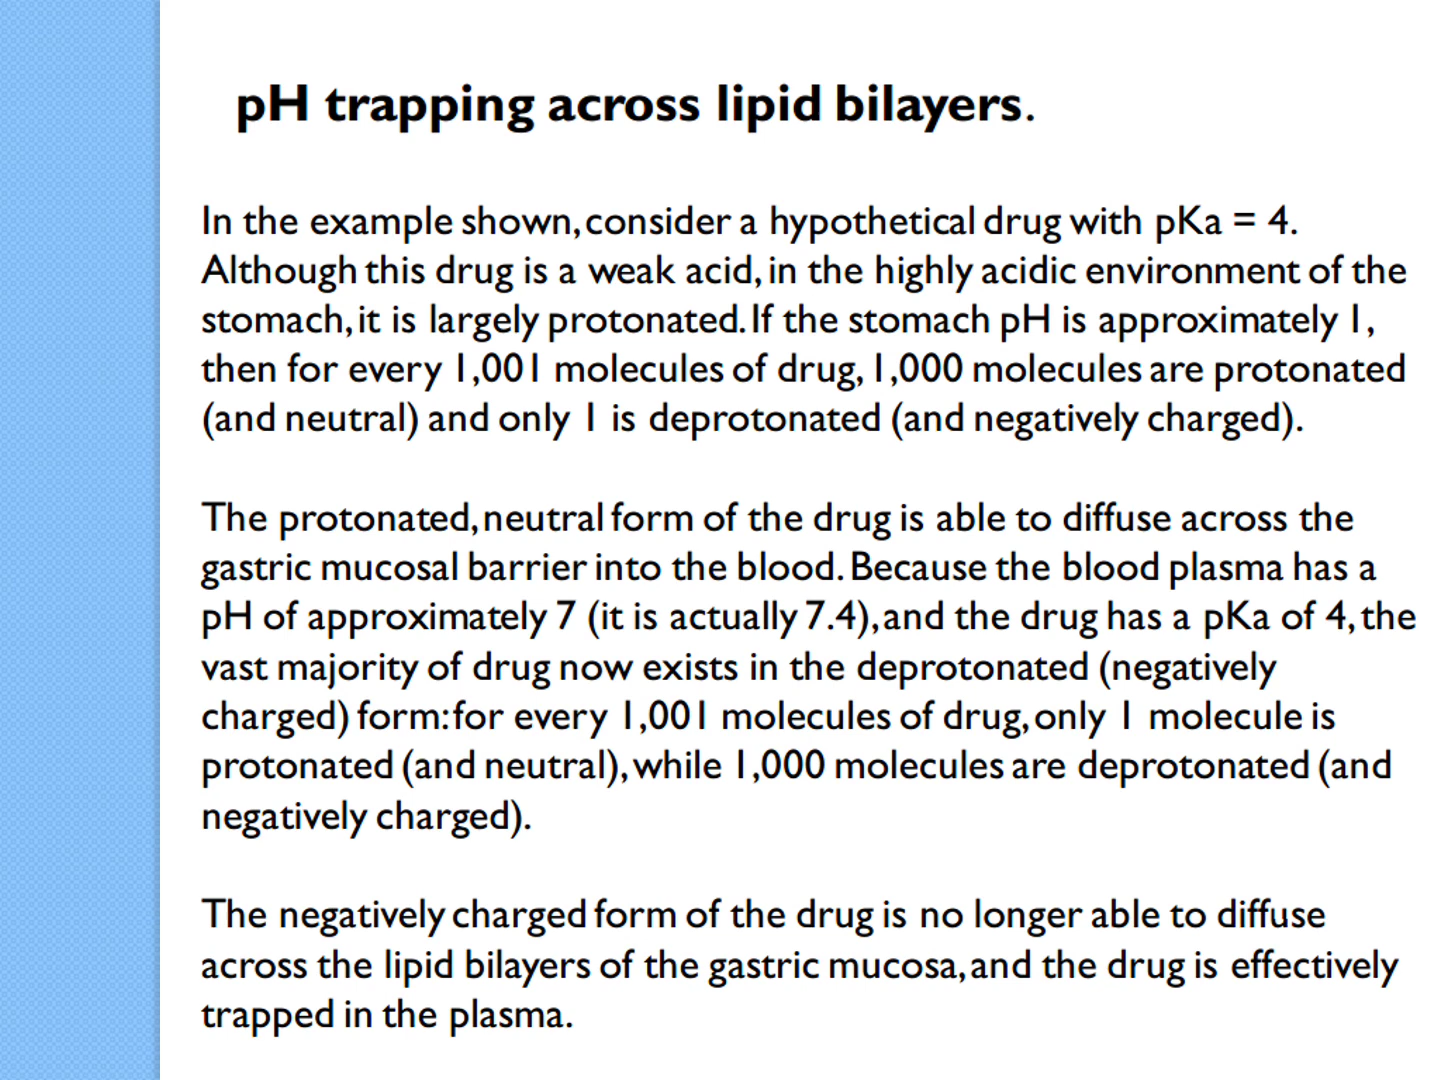 pH trapping across lipid bilayers.
In the example shown, consider a hypothetical drug with pKa = 4.
Although this drug is a weak acid, in the highly acidic environment of the
stomach, it is largely protonated. If the stomach pH is approximately 1,
then for every 1,001 molecules of drug, 1,000 molecules are protonated
(and neutral) and only 1 is deprotonated (and negatively charged).
The protonated, neutral form of the drug is able to diffuse across the
gastric mucosal barrier into the blood. Because the blood plasma has a
pH of approximately 7 (it is actually 7.4), and the drug has a pKa of 4, the
vast majority of drug now exists in the deprotonated (negatively
charged) form: for every 1,001 molecules of drug, only 1 molecule is
protonated (and neutral), while 1,000 molecules are deprotonated (and
negatively charged).
The negatively charged form of the drug is no longer able to diffuse
across the lipid bilayers of the gastric mucosa, and the drug is effectively
trapped in the plasma.